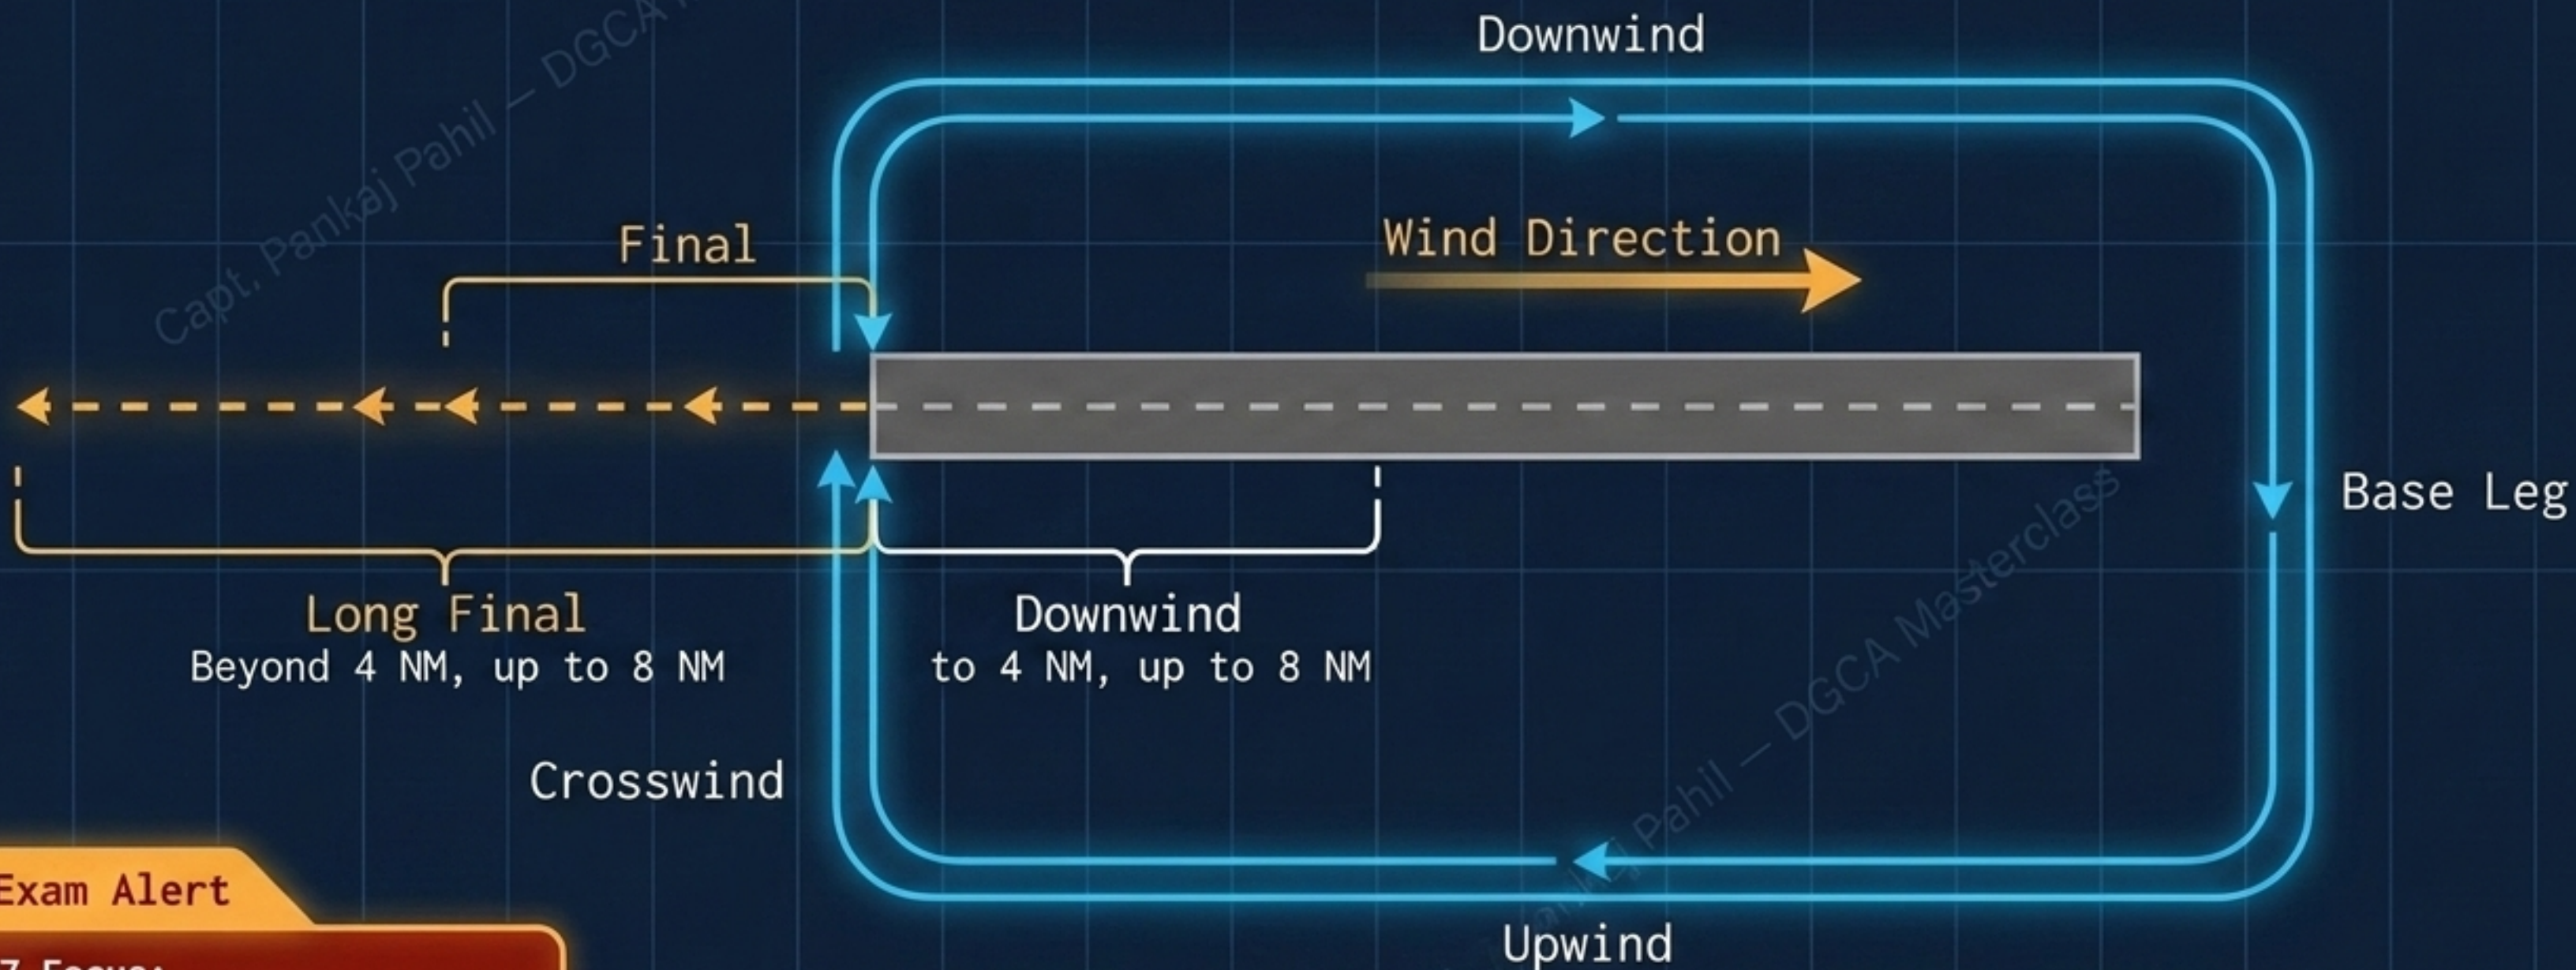 Downwind
Capt. Pankaj Pahil — DGCA
Final
Wind Direction
Base Leg
Long Final
Beyond 4 NM, up to 8 NM
Downwind
to 4 NM, up to 8 NM
Pahil — DGCA Masterclass
Crosswind
Exam Alert
Upwind
Focus: